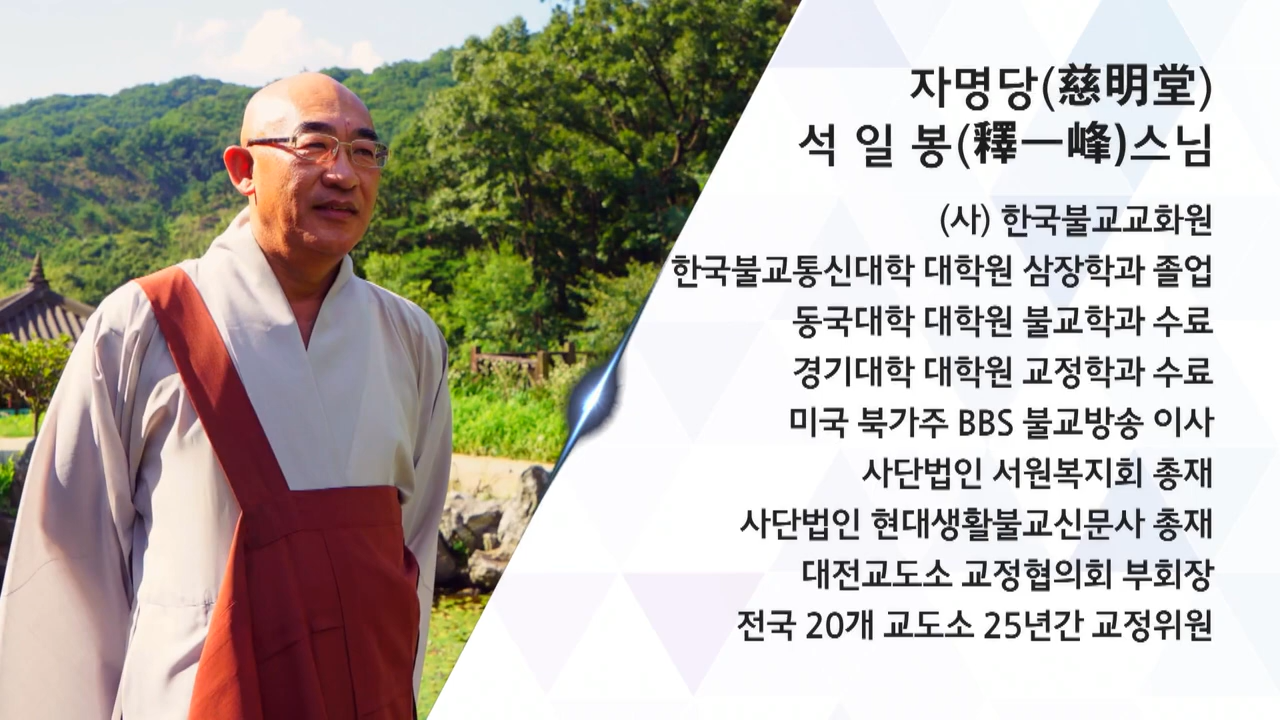 자명당(慈明堂)
석 일 봉(釋一峰)스님
(사) 한국불교교화원
한국불교통신대학 대학원 삼장학과 졸업
동국대학 대학원 불교학과 수료
경기대학 대학원 교정학과 수료
미국 북가주 BBS 불교방송 이사
사단법인 서원복지회 총재
사단법인 현대생활불교신문사 총재
대전교도소 교정협의회 부회장
전국 20개 교도소 25년간 교정위원